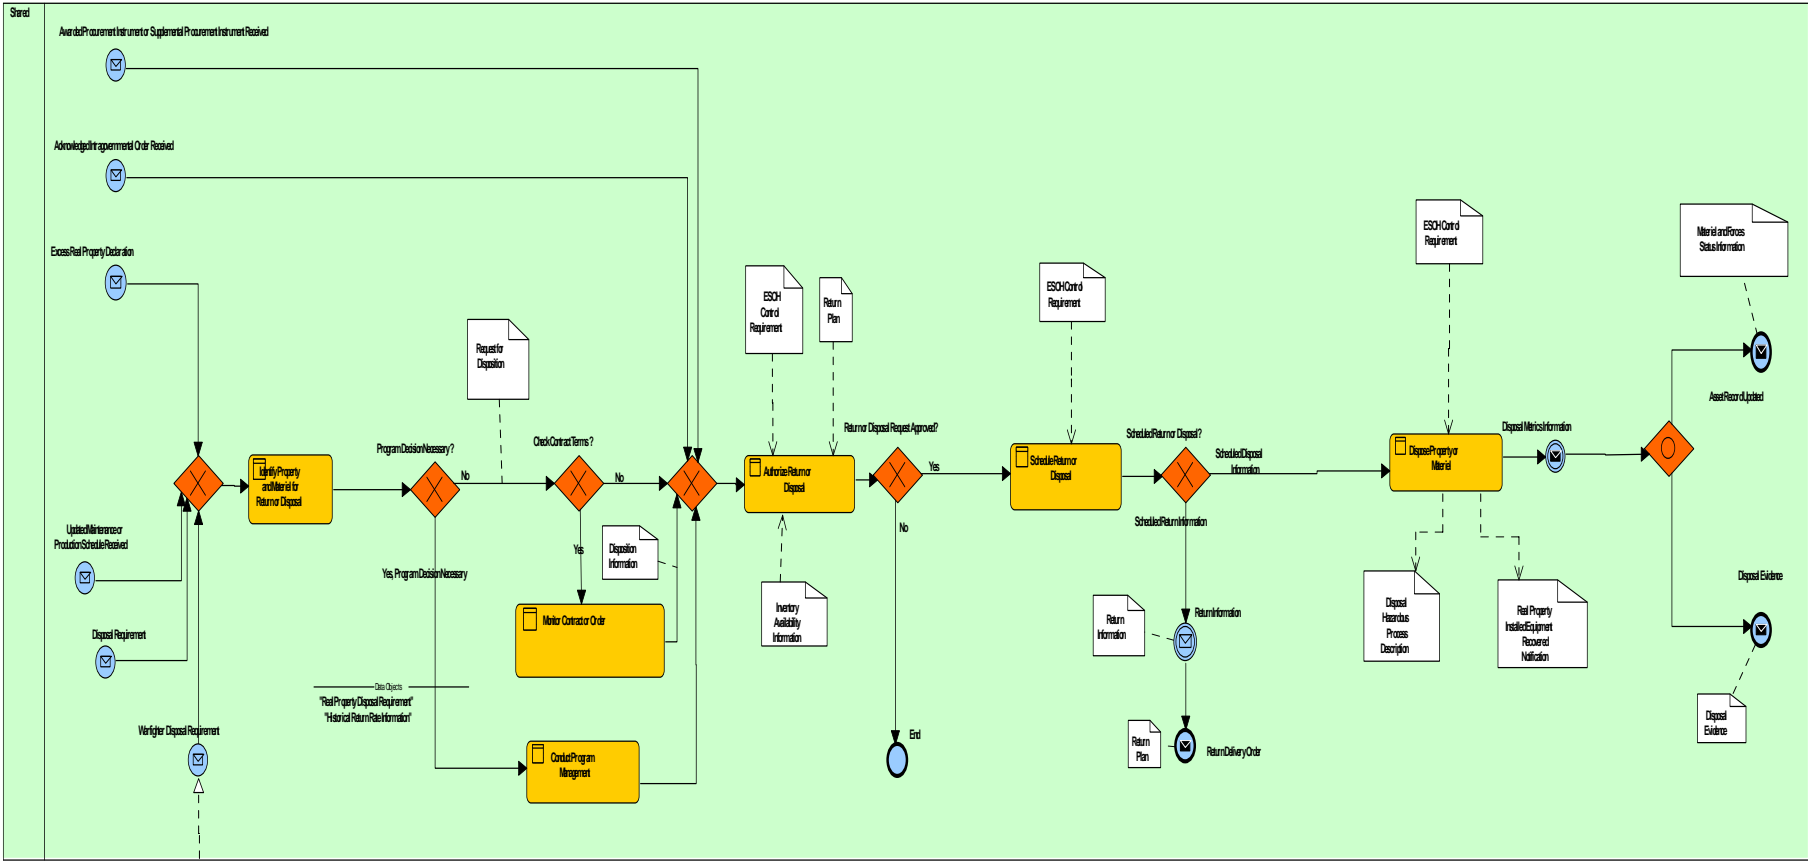 Shared
Awarded Procurement Instrument or Supplemental Procurement Instrument Received
Acknowledged Intragovernmental Order Received
Excess Real Property Declaration
Updated Maintenance or
Production Schedule Received
Disposal Requirement
Warfighter Disposal Requirement
Identify Property
and Materiel for
Return or Disposal
Program Decision Necessary ?
No
Yes, Program Decision Necessary
Data Objects
"Real Property Disposal Requirement"
"Historical Return Rate Information"
Request for
Disposition
Check Contract Terms ?
No
Yes
Disposition
Information
Monitor Contract or Order
Conduct Program
Management
ESOH
Control
Requirement
Return
Plan
Authorize Return or
Disposal
Inventory
Availability
Information
Return or Disposal Request Approved?
Yes
No
End
ESOH Control
Requirement
Schedule Return or
Disposal
Scheduled Return or Disposal ?
Scheduled Disposal
Information
Scheduled Return Information
Return Information
Return
Information
Return
Plan
Return Delivery Order
ESOH Control
Requirement
Dispose Property or
Materiel
Disposal Metrics Information
Disposal
Hazardous
Process
Description
Real Property
Installed Equipment
Recovered
Notification
Materiel and Forces
Status Information
Asset Record Updated
Disposal Evidence
Disposal
Evidence